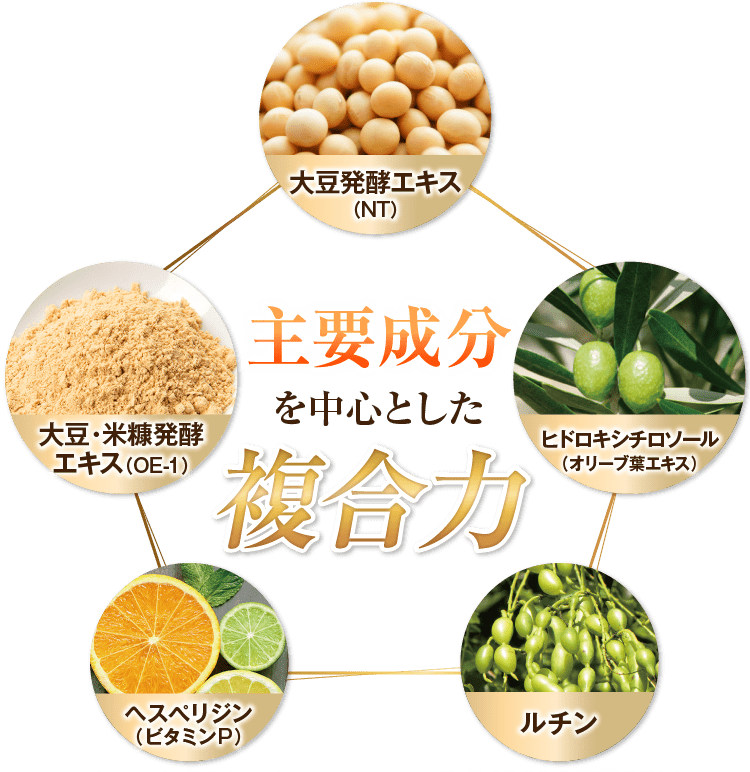 大豆発酵エキス
(NT)
主要成分
を中心とした
複合力
大豆・米糠発酵
エキス(OE-1)
ヒドロキシチロソール
(オリーブ葉エキス)
ヘスペリジン
(ビタミンP)
ルチン